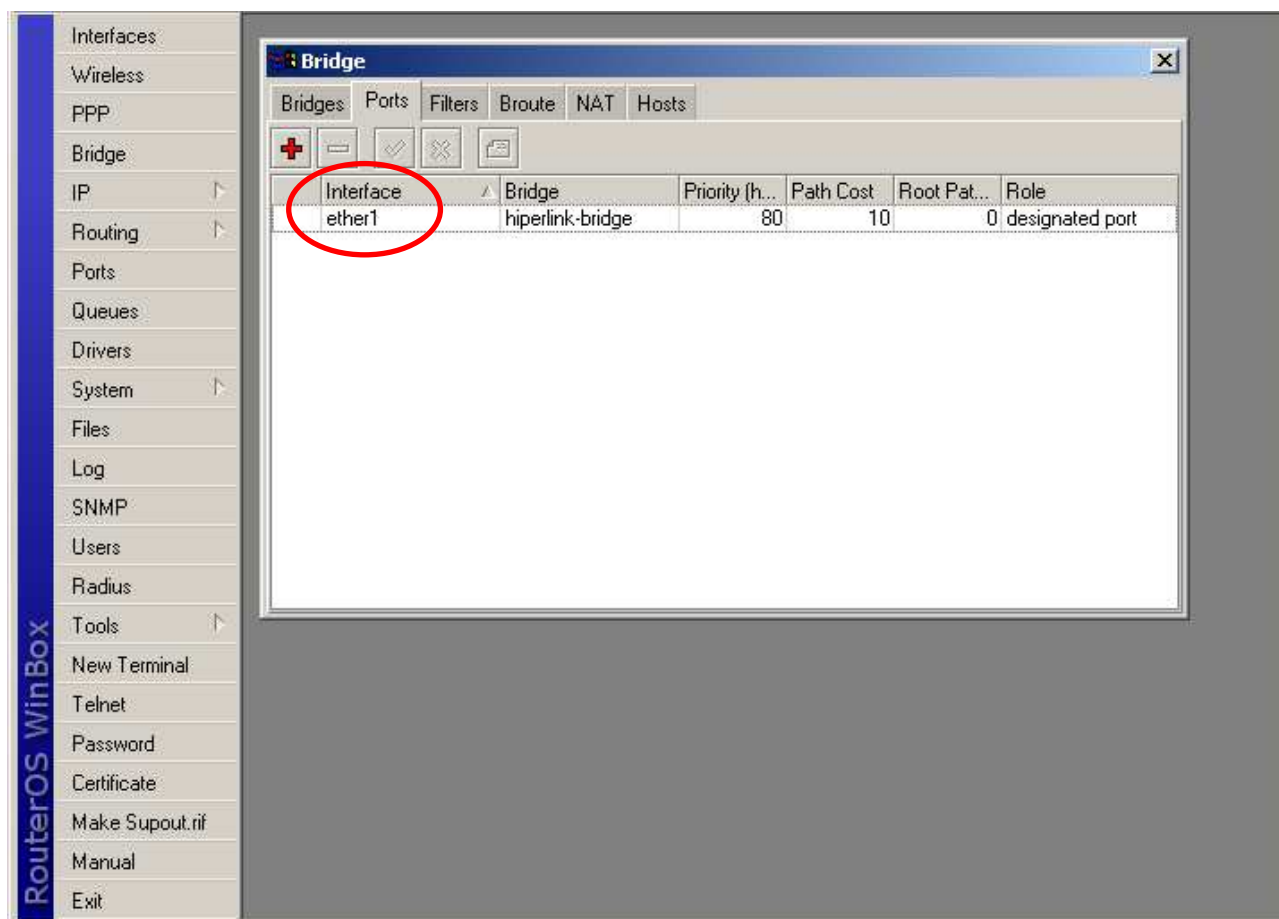 Interfaces
Wireless
PPP
Bridge
IP
Routing
Ports
Queues
Drivers
System
Files
Log
SNMP
Users
Radius
Tools
New Terminal
Telnet
Password
Certificate
Make Supout.rif
Manual
Exit
RouterOS WinBox
Bridge
Bridges Ports Filters Broute NAT Hosts
Interface Bridge Priority (h... Path Cost Root Pat... Role
ether1 hiperlink-bridge 80 10 0 designated port